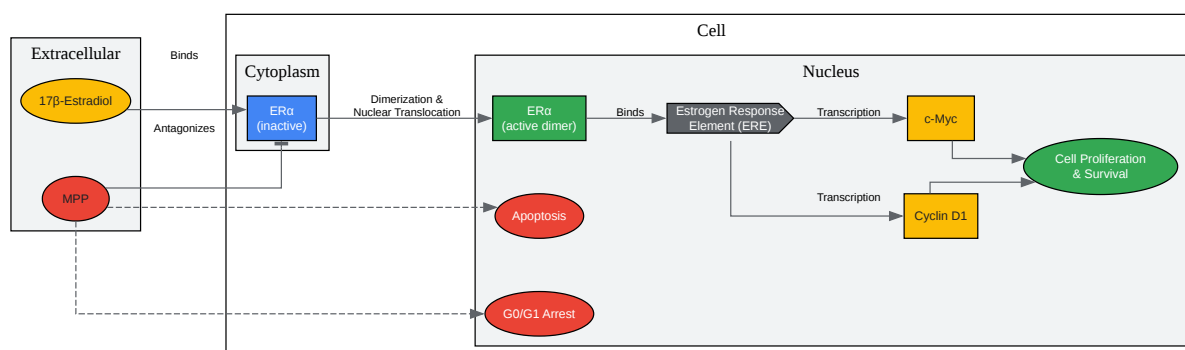 Cell
Extracellular
Binds
Cytoplasm
Nucleus
17β-Estradiol
Antagonizes
ERα
(inactive)
Dimerization &
Nuclear Translocation
ERα
(active dimer)
Binds
Estrogen Response
Element (ERE)
Transcription
c-Myc
Cell Proliferation
& Survival
MPP
Apoptosis
Transcription
Cyclin D1
G0/G1 Arrest